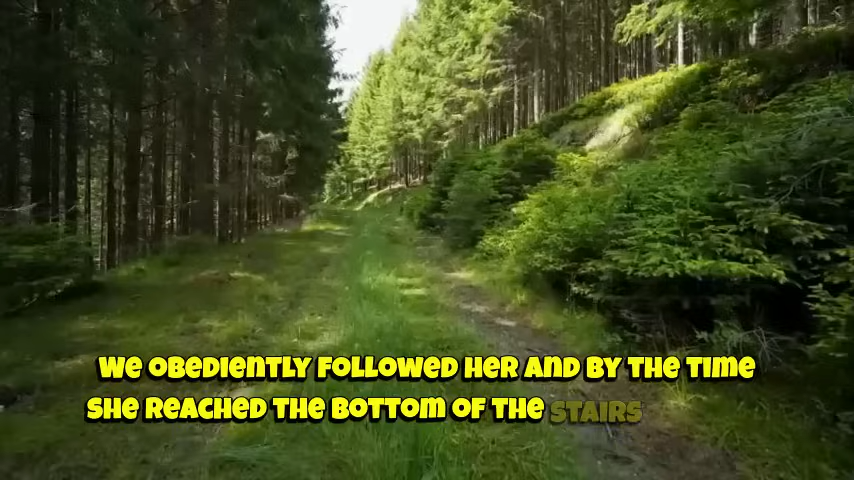 We obediently followed her and by the time
she reached the bottom of the stairs